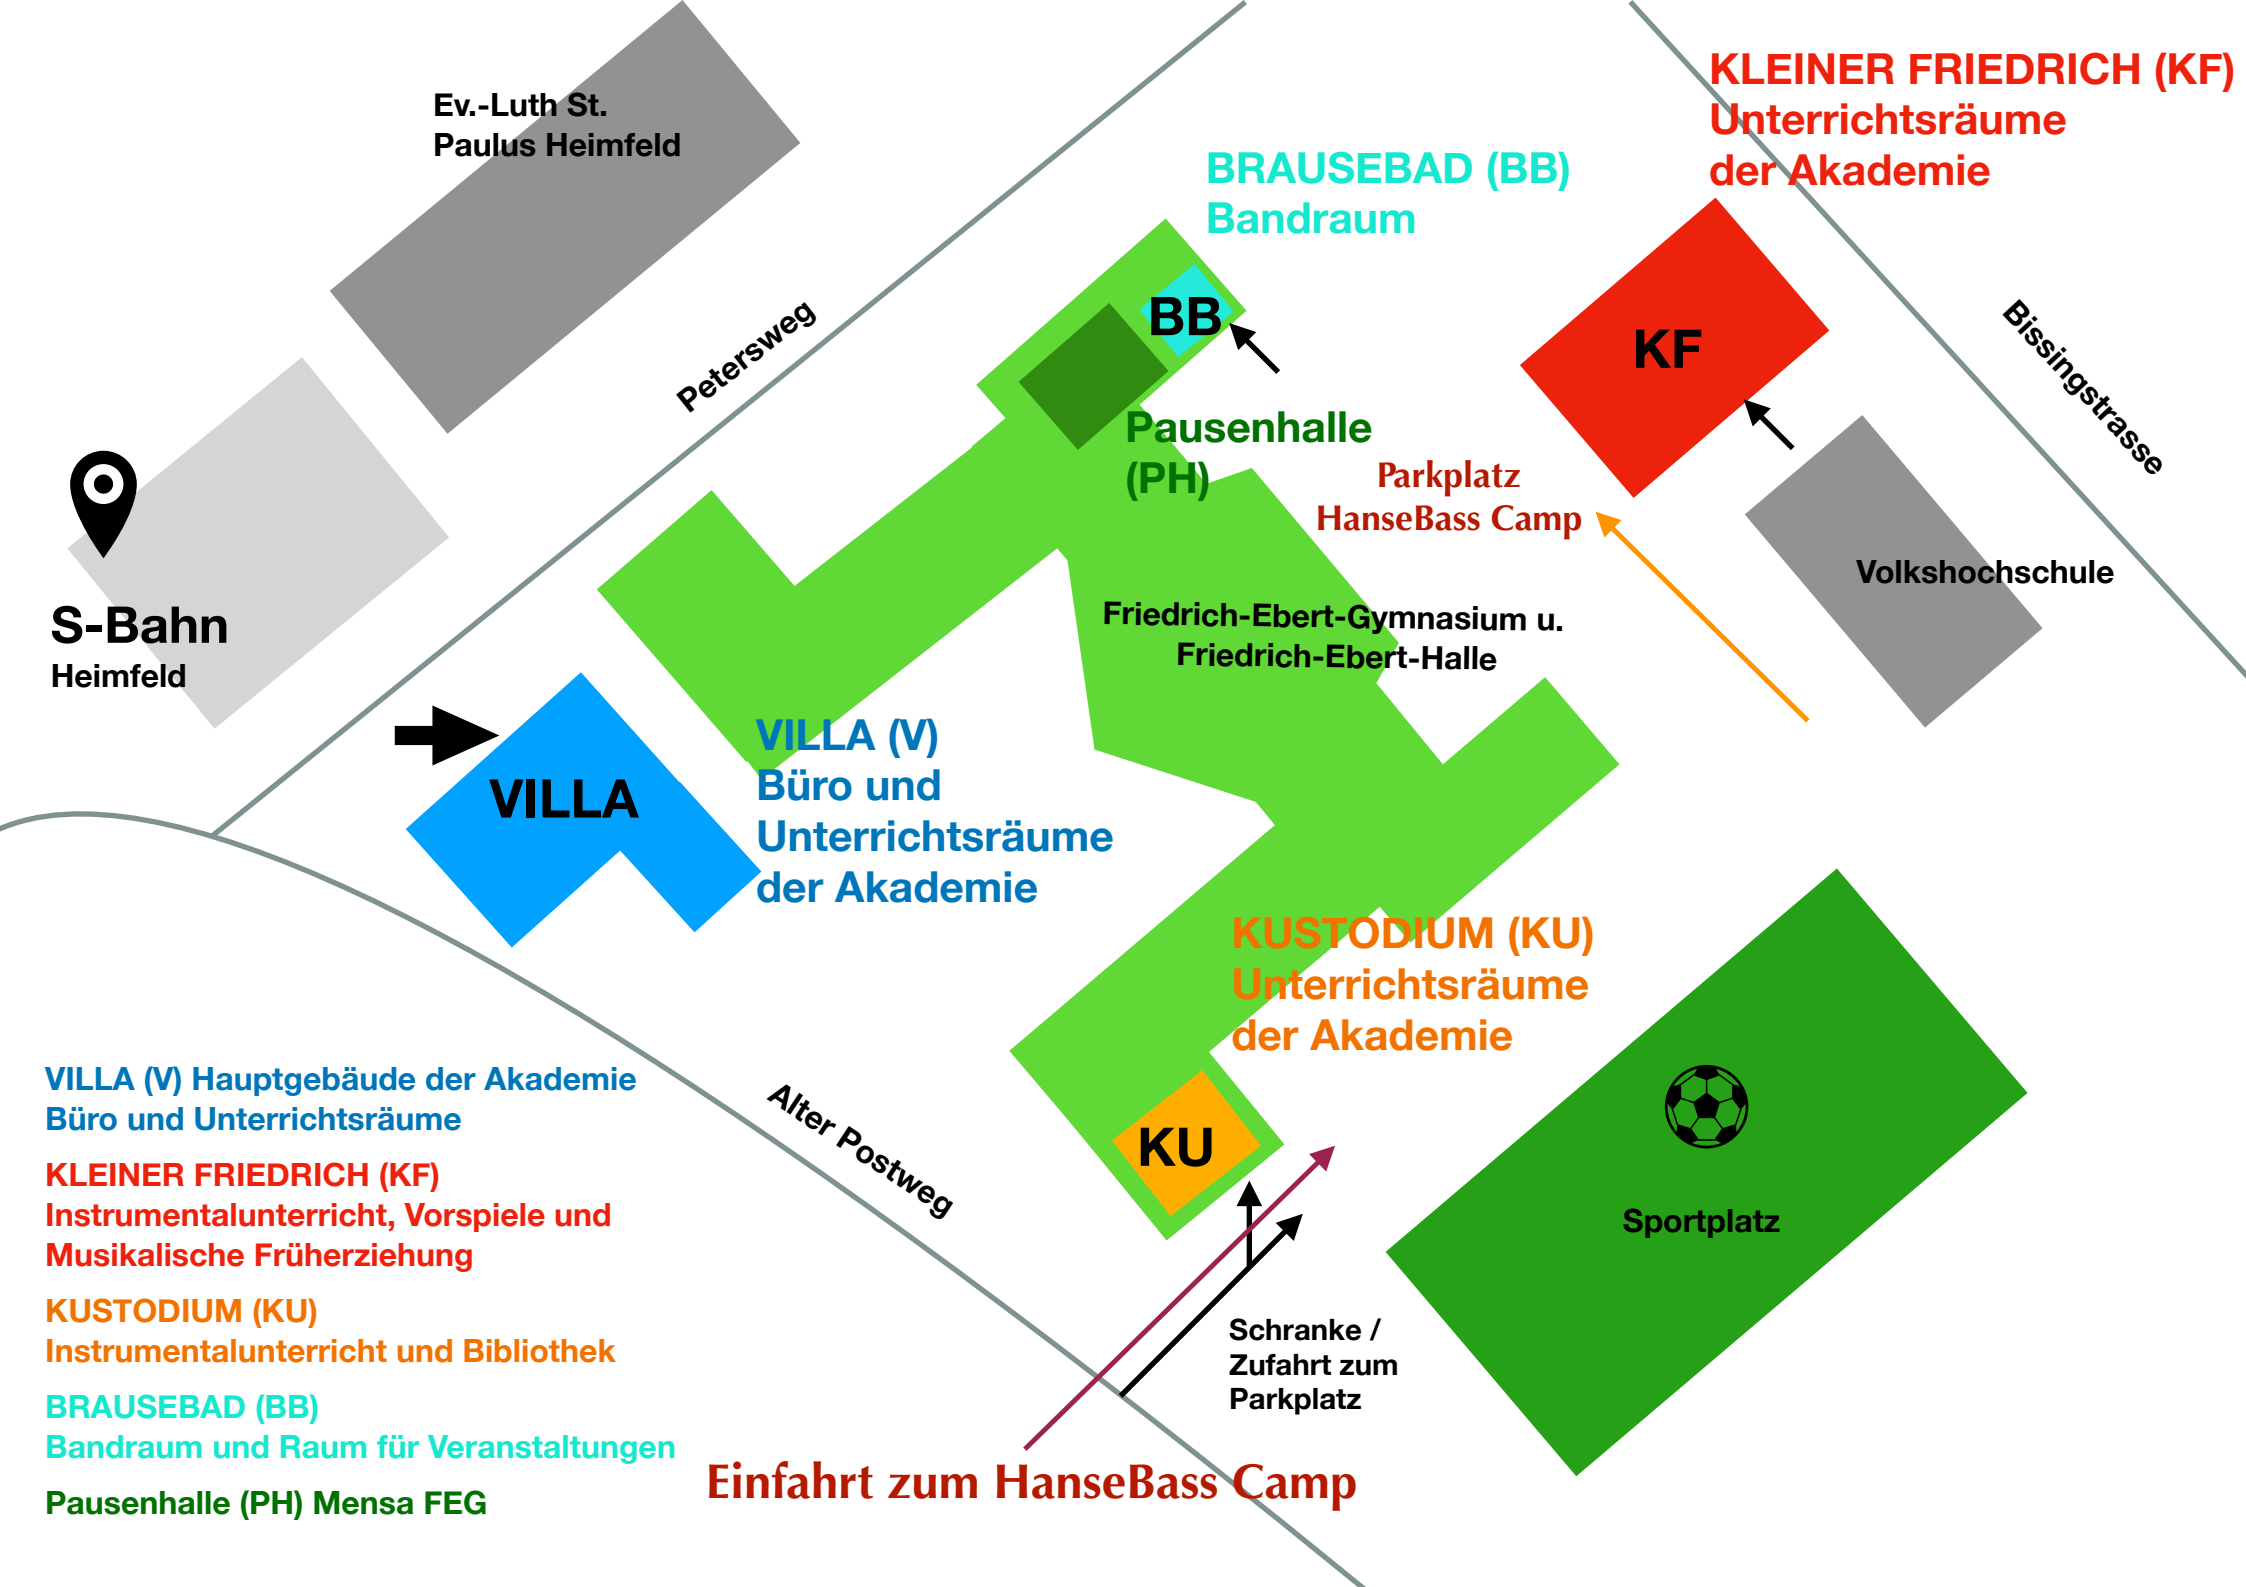 Ev.-Luth St.
Paulus Heimfeld
KLEINER FRIEDRICH (KF)
Unterrichtsräume
der Akademie
BRAUSEBAD (BB)
Bandraum
BB
KF
Petersweg
Bissingstrasse
Pausenhalle
(PH)
Parkplatz
HanseBass Camp
Volkshochschule
S-Bahn
Heimfeld
Friedrich-Ebert-Gymnasium u.
Friedrich-Ebert-Halle
VILLA
VILLA (V)
Büro und
Unterrichtsräume
der Akademie
KUSTODIUM (KU)
Unterrichtsräume
der Akademie
KU
Alter Postweg
Sportplatz
Schranke /
Zufahrt zum
Parkplatz
Einfahrt zum HanseBass Camp
VILLA (V) Hauptgebäude der Akademie
Büro und Unterrichtsräume
KLEINER FRIEDRICH (KF)
Instrumentalunterricht, Vorspiele und
Musikalische Früherziehung
KUSTODIUM (KU)
Instrumentalunterricht und Bibliothek
BRAUSEBAD (BB)
Bandraum und Raum für Veranstaltungen
Pausenhalle (PH) Mensa FEG